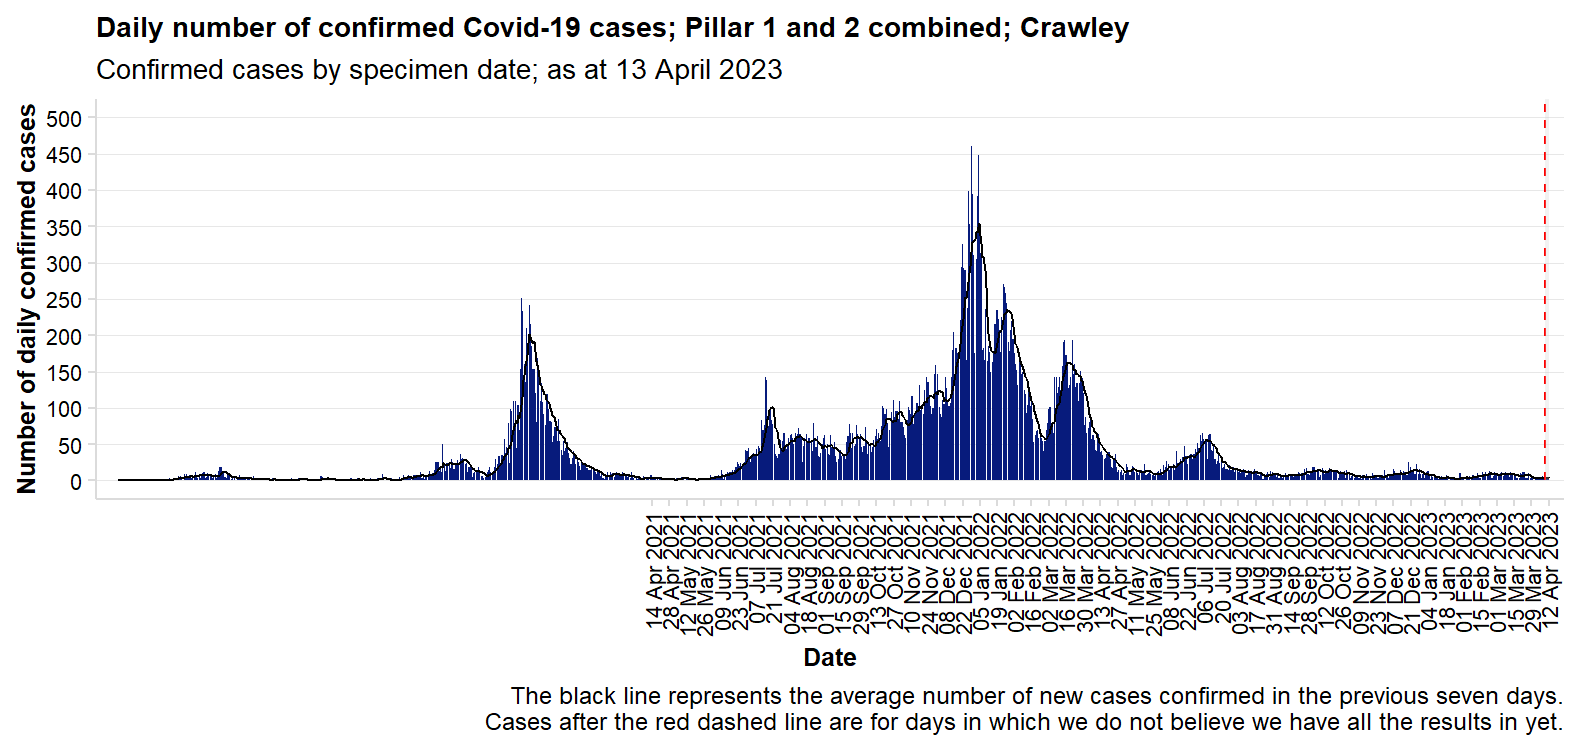 Daily number of confirmed Covid-19 cases; Pillar 1 and 2 combined; Crawley
Confirmed cases by specimen date; as at 13 April 2023
Number of daily confirmed cases
500
450
400
350
300
250
200
150
100
50
0
14 Apr 2021
28 Apr 2021
12 May 2021
26 May 2021
09 Jun 2021
23 Jun 2021
07 Jul 2021
21 Jul 2021
04 Aug 2021
18 Aug 2021
01 Sep 2021
15 Sep 2021
29 Sep 2021
13 Oct 2021
27 Oct 2021
10 Nov 2021
24 Nov 2021
08 Dec 2021
22 Dec 2021
05 Jan 2022
19 Jan 2022
02 Feb 2022
16 Feb 2022
02 Mar 2022
16 Mar 2022
30 Mar 2022
13 Apr 2022
27 Apr 2022
11 May 2022
25 May 2022
08 Jun 2022
22 Jun 2022
06 Jul 2022
20 Jul 2022
03 Aug 2022
17 Aug 2022
31 Aug 2022
14 Sep 2022
28 Sep 2022
12 Oct 2022
26 Oct 2022
09 Nov 2022
23 Nov 2022
07 Dec 2022
21 Dec 2022
04 Jan 2023
18 Jan 2023
01 Feb 2023
15 Feb 2023
01 Mar 2023
15 Mar 2023
29 Mar 2023
12 Apr 2023
Date
The black line represents the average number of new cases confirmed in the previous seven days.
Cases after the red dashed line are for days in which we do not believe we have all the results in yet.